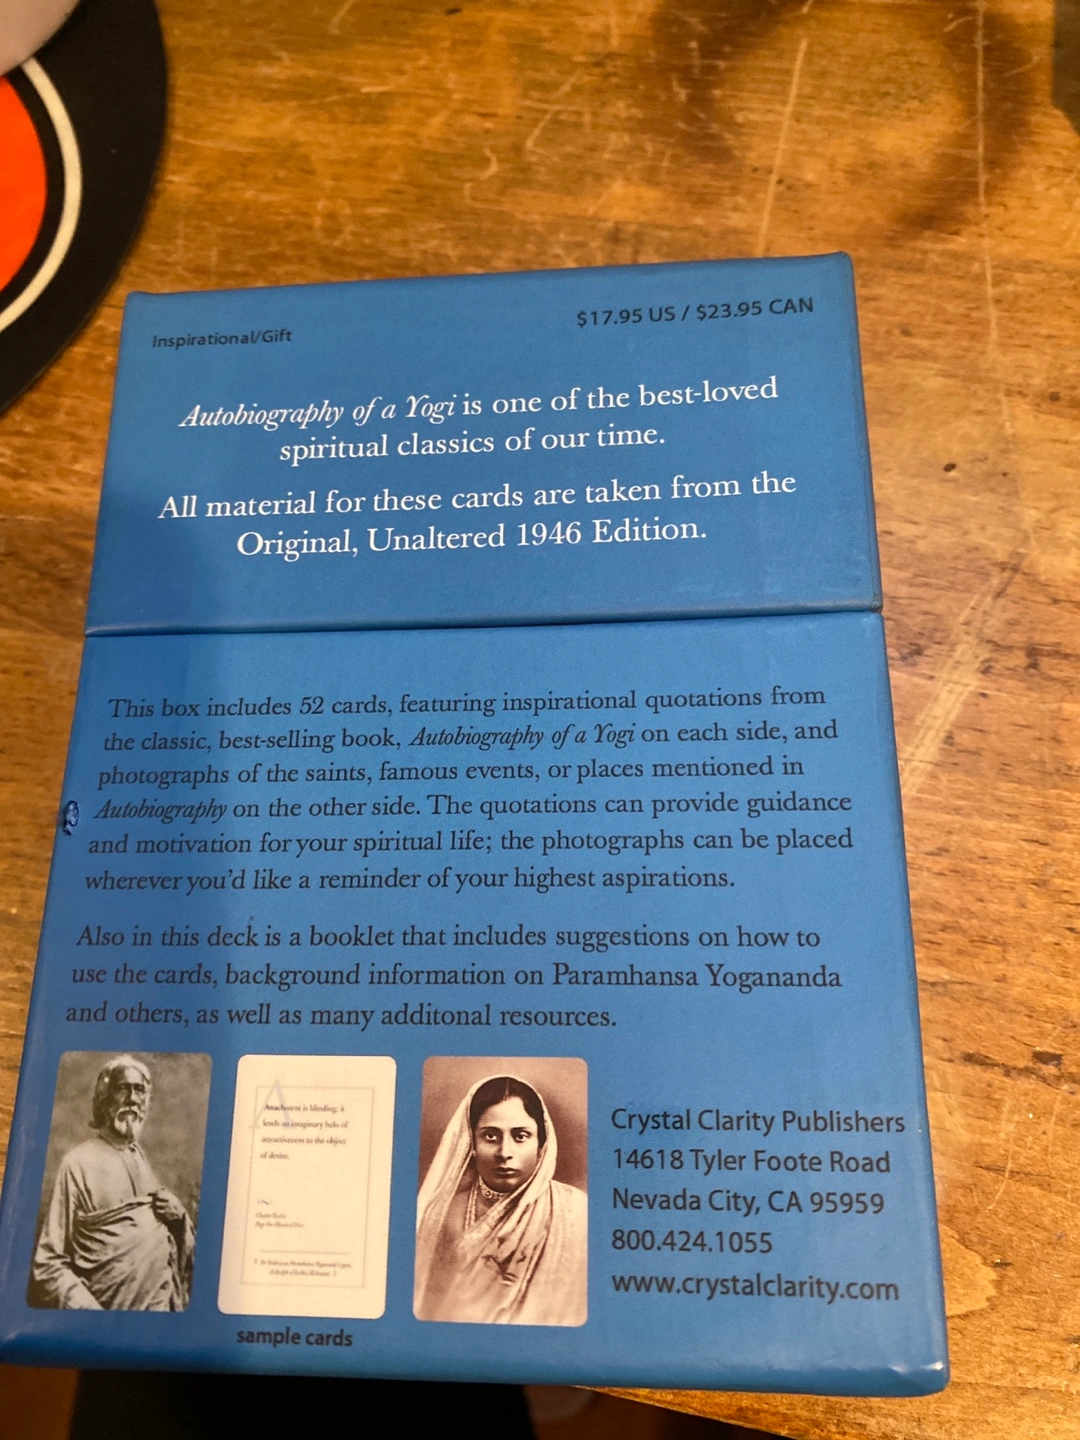 Inspirational/Gift
$17.95 US / $23.95 CAN
Autobiography of a Yogi is one of the best-loved
spiritual classics of our time.
All material for these cards are taken from the
Original, Unaltered 1946 Edition.
This box includes 52 cards, featuring inspirational quotations from
the classic, best-selling book, Autobiography of a Yogi on each side, and
photographs of the saints, famous events, or places mentioned in
Autobiography on the other side. The quotations can provide guidance
and motivation for your spiritual life; the photographs can be placed
wherever you'd like a reminder of your highest aspirations.
Also in this deck is a booklet that includes suggestions on how to
use the cards, background information on Paramhansa Yogananda
and others, as well as many additonal resources.
Attachment is blinding; it
lends an imaginary halo of
attractiveness to the object
of desire.
sample cards
Crystal Clarity Publishers
14618 Tyler Foote Road
Nevada City, CA 95959
800.424.1055
www.crystalclarity.com